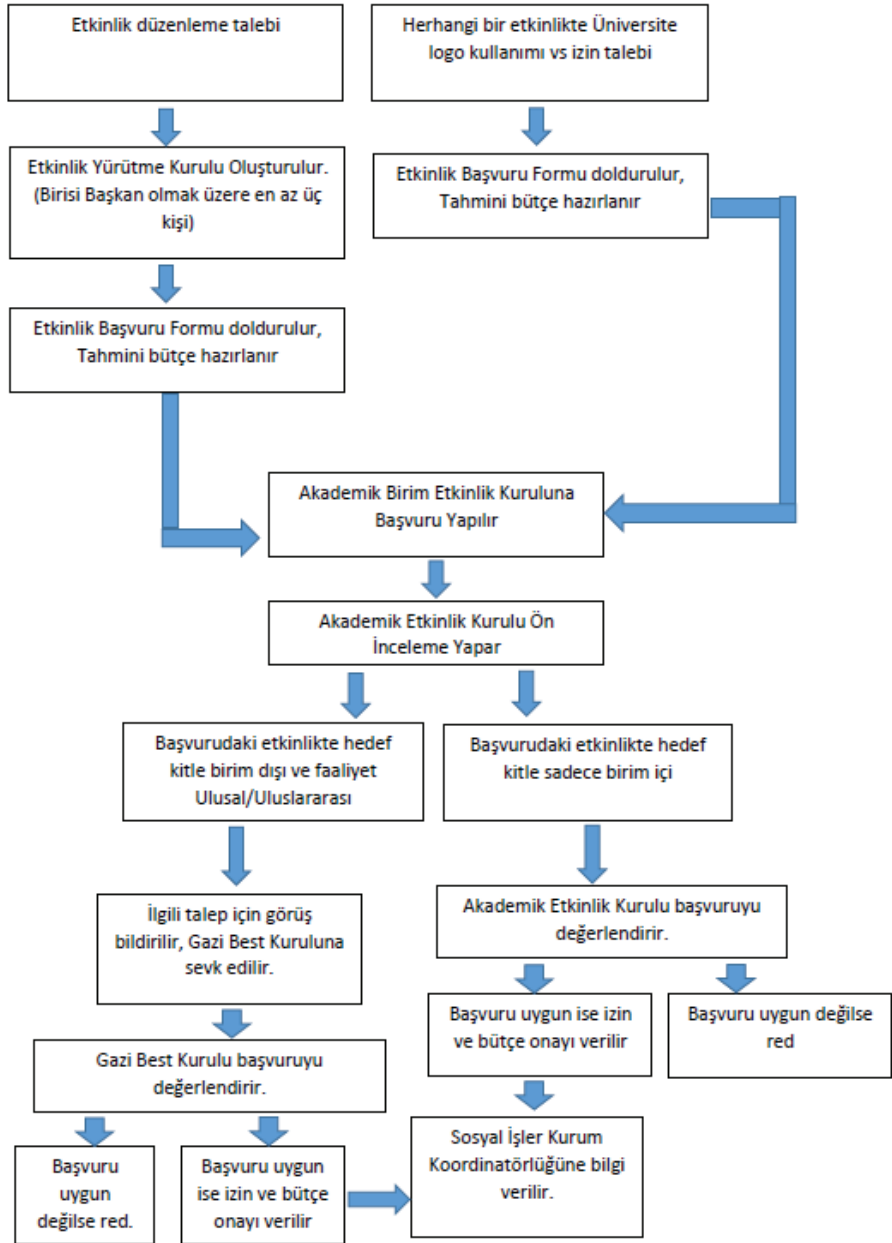 Etkinlik düzenleme talebi
Herhangi bir etkinlikte Üniversite
logo kullanımı vs izin talebi
Etkinlik Yürütme Kurulu Oluşturulur.
(Birisi Başkan olmak üzere en az üç
kişi)
Etkinlik Başvuru Formu doldurulur,
Tahmini bütçe hazırlanır
Etkinlik Başvuru Formu doldurulur,
Tahmini bütçe hazırlanır
Akademik Birim Etkinlik Kuruluna
Başvuru Yapılır
Akademik Etkinlik Kurulu Ön
İnceleme Yapar
Başvurudaki etkinlikte hedef
kitle birim dışı ve faaliyet
Ulusal/Uluslararası
Başvurudaki etkinlikte hedef
kitle sadece birim içi
İlgili talep için görüş
bildirilir, Gazi Best Kuruluna
sevk edilir.
Akademik Etkinlik Kurulu başvuruyu
değerlendirir.
Başvuru uygun ise izin
ve bütçe onayı verilir
Başvuru uygun değilse
red
Gazi Best Kurulu başvuruyu
değerlendirir.
Başvuru
uygun
değilse red.
Başvuru uygun
ise izin ve bütçe
onayı verilir
Sosyal İşler Kurum
Koordinatörlüğüne bilgi
verilir.